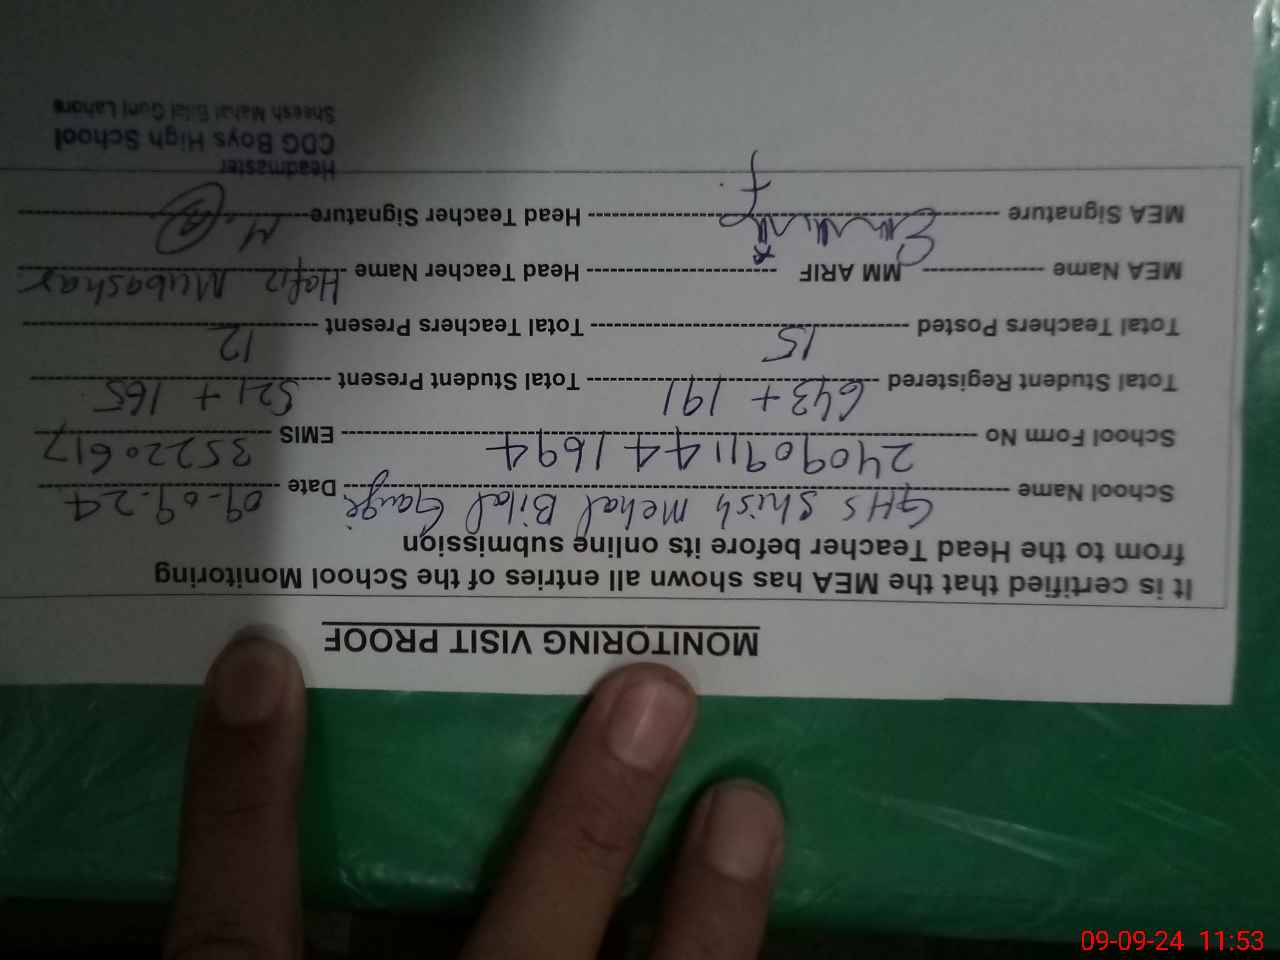 MONITORING VISIT PROOF
It is certified that the MEA has shown all entries of the School Monitoring
from to the Head Teacher before its online submission
School Name GHS Shish Mehal Bilal Gange Date 09-09-24
School Form No 2409091144 1694 EMIS 35220617
Total Student Registered 643 + 191 Total Student Present 521 + 165
Total Teachers Posted 15 Total Teachers Present 12
MEA Name MM ARIF Head Teacher Name Hafiz Mubashar
MEA Signature Head Teacher Signature
Headmaster
CDG Boys High School
Sheesh Mahal Bilal Gunj Lahore
09-09-24 11:53